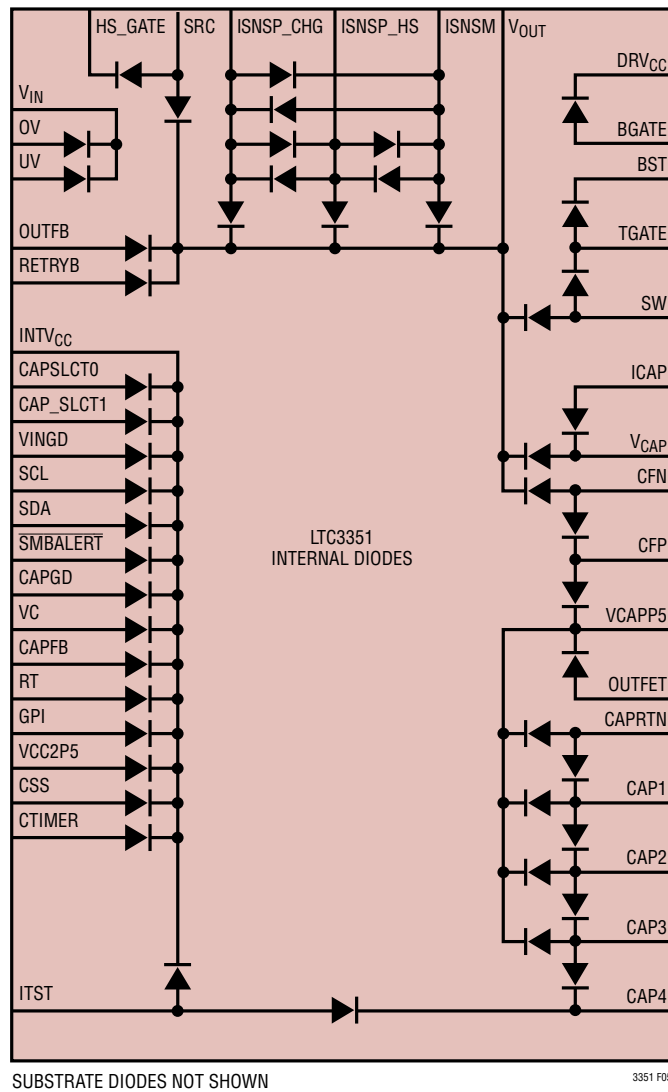 HS_GATE SRC ISNSP_CHG ISNSP_HS ISNSM VOUT
DRVCC
VIN
OV
BGATE
UV
BST
OUTFB
TGATE
RETRYB
SW
INTVCC
CAPSLCT0
ICAP
CAP_SLCT1
VINGD
VCAP
SCL
CFN
SDA
SMBALERT
LTC3351
INTERNAL DIODES
CFP
CAPGD
VC
VCAPP5
CAPFB
RT
OUTFET
GPI
CAPRTN
VCC2P5
CSS
CAP1
CTIMER
CAP2
CAP3
ITST
CAP4
SUBSTRATE DIODES NOT SHOWN